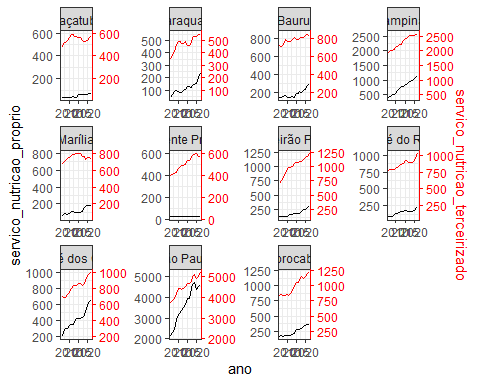 açatub araqua Bauru ampin
600 600 500 500 800 800 2500 2500
400 400 600 600 2000 2000
300 300 400 400 1500 1500
200 200 200 200 1000 1000
100 100 200 200 500 500
Marília nte Pr eirão P é do R
800 800 600 600 1250 1250 1000 1000
600 600 400 400 1000 1000 750 750
400 400 750 750 500 500
200 200 200 200 500 500 250 250
0 0 250 250
é dos o Pau orocab
1000 1000 5000 5000 1250 1250
800 800 4000 4000 1000 1000
600 600 750 750
400 400 3000 3000 500 500
200 200 2000 2000 250 250
ano
servico_nutricao_proprio
servico_nutricao_terceirizado